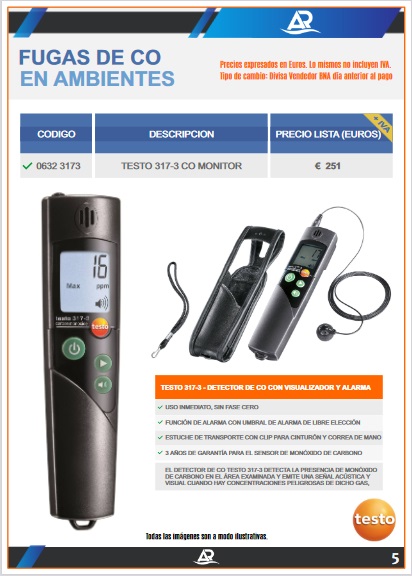 AR
FUGAS DE CO
EN AMBIENTES
Precios expresados en Euros. Lo mismos no incluyen IVA.
Tipo de cambio: Divisa Vendedor BNA día anterior al pago
+ IVA
CODIGO DESCRIPCION PRECIO LISTA (EUROS)
0632 3173 TESTO 317-3 CO MONITOR € 251
16
Max ppm
testo 317-3
testo
TESTO 317-3 - DETECTOR DE CO CON VISUALIZADOR Y ALARMA
USO INMEDIATO, SIN FASE CERO
FUNCIÓN DE ALARMA CON UMBRAL DE ALARMA DE LIBRE ELECCIÓN
ESTUCHE DE TRANSPORTE CON CLIP PARA CINTURÓN Y CORREA DE MANO
3 AÑOS DE GARANTÍA PARA EL SENSOR DE MONÓXIDO DE CARBONO
EL DETECTOR DE CO TESTO 317-3 DETECTA LA PRESENCIA DE MONÓXIDO
DE CARBONO EN EL ÁREA EXAMINADA Y EMITE UNA SEÑAL ACÚSTICA Y
VISUAL CUANDO HAY CONCENTRACIONES PELIGROSAS DE DICHO GAS,
testo
Todas las imágenes son a modo ilustrativas.
AR
5